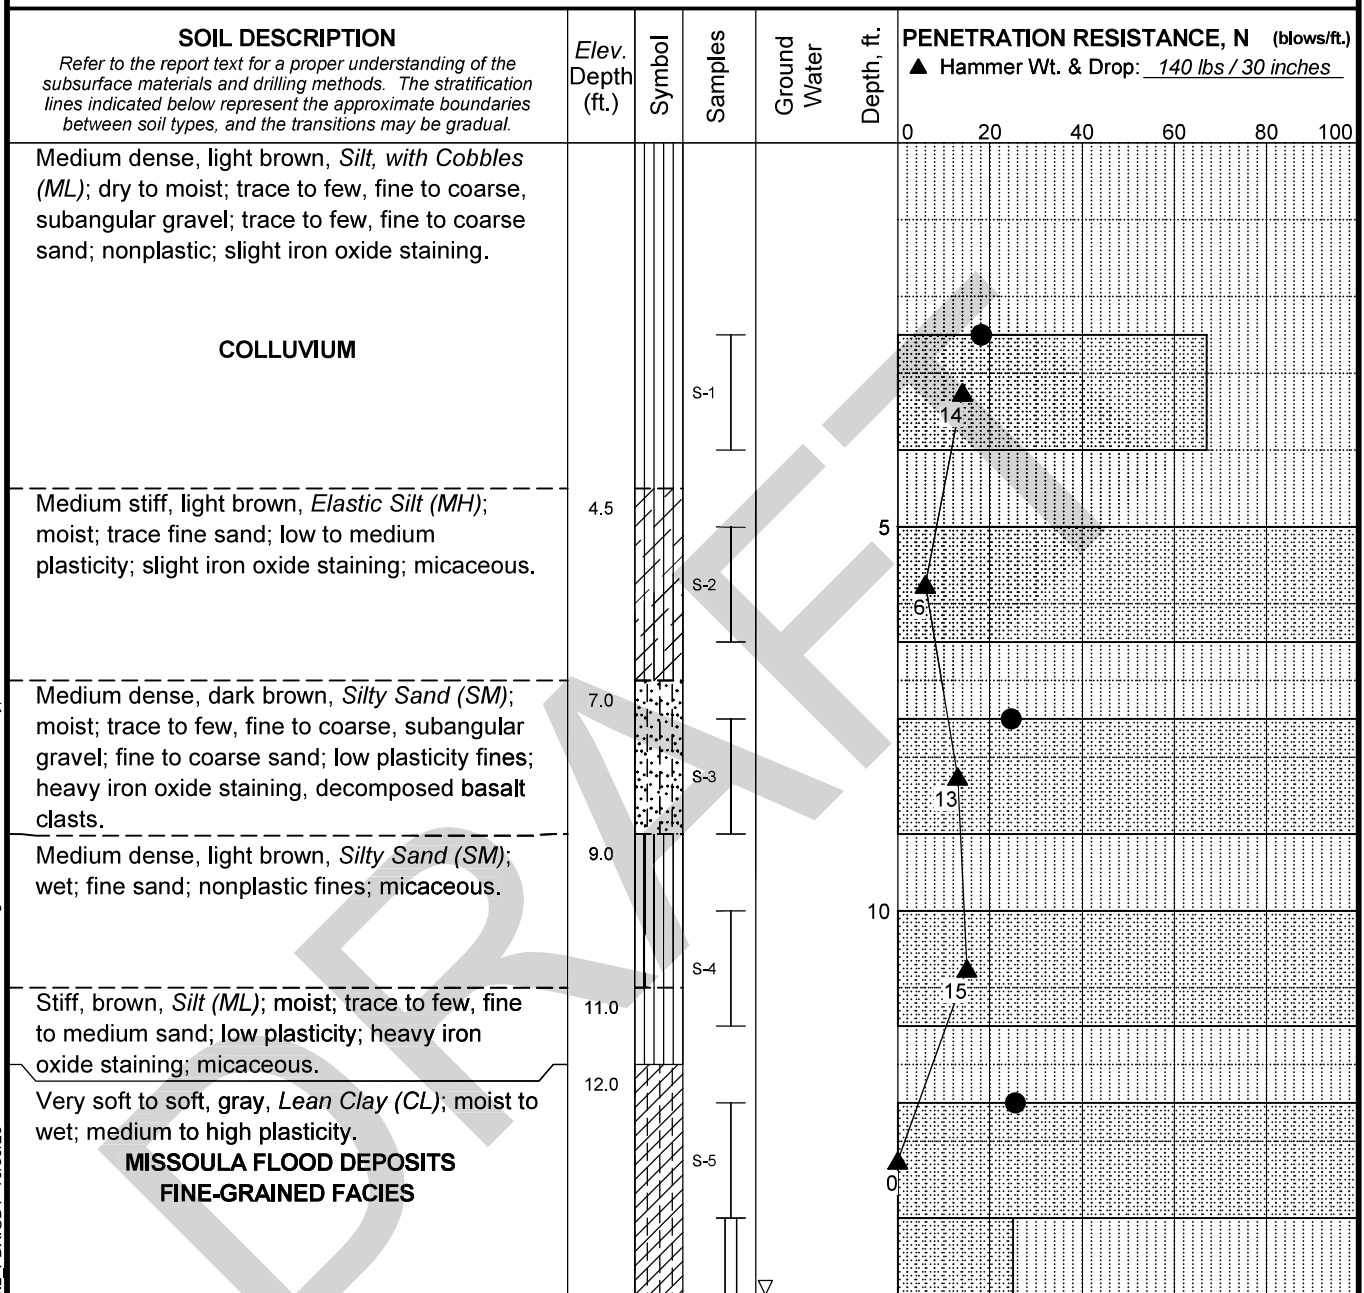 SOIL DESCRIPTION
Refer to the report text for a proper understanding of the
subsurface materials and drilling methods. The stratification
lines indicated below represent the approximate boundaries
between soil types, and the transitions may be gradual.
Elev.
Depth
(ft.)
Symbol
Samples
Ground
Water
Depth, ft.
PENETRATION RESISTANCE, N (blows/ft.)
▲ Hammer Wt. & Drop: 140 lbs / 30 inches
0 20 40 60 80 100
Medium dense, light brown, Silt, with Cobbles
(ML); dry to moist; trace to few, fine to coarse,
subangular gravel; trace to few, fine to coarse
sand; nonplastic; slight iron oxide staining.
COLLUVIUM
S-1
14
Medium stiff, light brown, Elastic Silt (MH);
moist; trace fine sand; low to medium
plasticity; slight iron oxide staining; micaceous.
4.5
5
S-2
6
Medium dense, dark brown, Silty Sand (SM);
moist; trace to few, fine to coarse, subangular
gravel; fine to coarse sand; low plasticity fines;
heavy iron oxide staining, decomposed basalt
clasts.
7.0
S-3
13
Medium dense, light brown, Silty Sand (SM);
wet; fine sand; nonplastic fines; micaceous.
9.0
10
S-4
15
Stiff, brown, Silt (ML); moist; trace to few, fine
to medium sand; low plasticity; heavy iron
oxide staining; micaceous.
11.0
Very soft to soft, gray, Lean Clay (CL); moist to
wet; medium to high plasticity.
12.0
MISSOULA FLOOD DEPOSITS
FINE-GRAINED FACIES
S-5
0
DRAFT